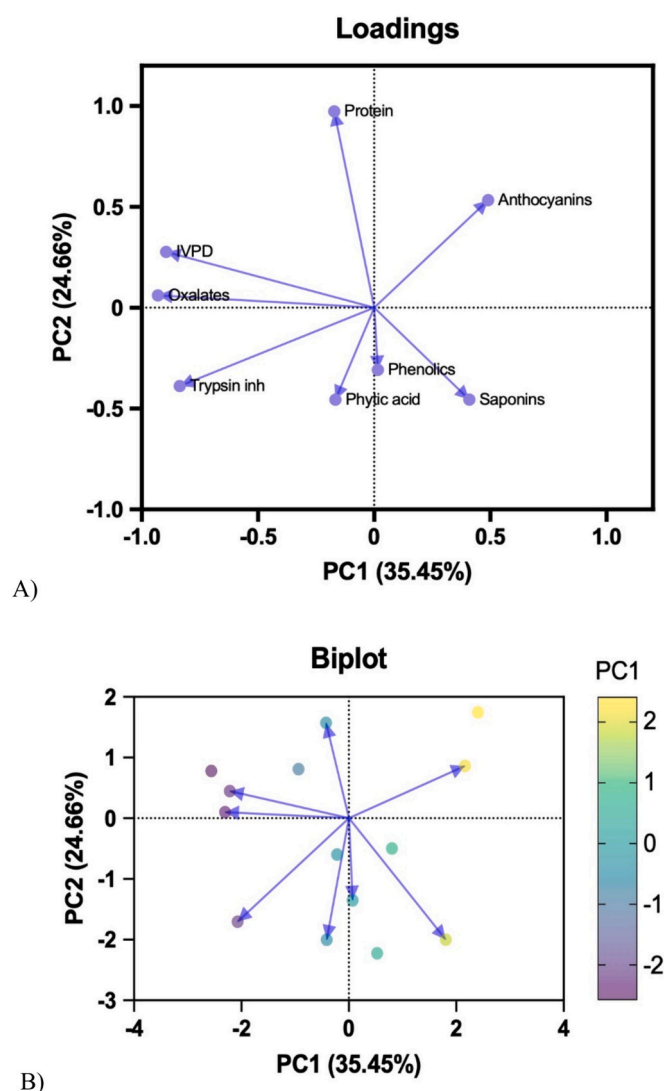 Loadings
1.0
0.5
0
-0.5
-1.0
PC2 (24.66%)
Protein
Anthocyanins
IVPD
Oxalates
Trypsin inh
Phenolics
Phytic acid
Saponins
-1.0 -0.5 0 0.5 1.0
PC1 (35.45%)
A)
Biplot
PC1
2
1
0
-1
-2
-3
PC2 (24.66%)
-4 -2 0 2 4
PC1 (35.45%)
2
1
0
-1
-2
B)